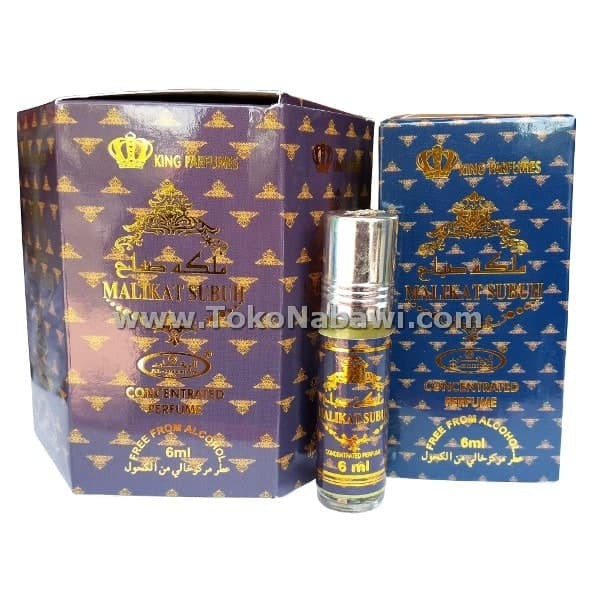 KING PARFUMES
ملكة صباح
MALIKAT SUBUH
CONCENTRATED
PERFUME
FREE FROM ALCOHOL
6ml
عطر مركز خالي من الكحول
KING PARFUMES
ملكة صباح
MALIKAT SUBUH
CONCENTRATED
PERFUME
FREE FROM ALCOHOL
6ml
عطر مركز خالي من الكحول
MALIKAT SUBUH
CONCENTRATED PERFUME
6 ml
www.TokoNabawi.com